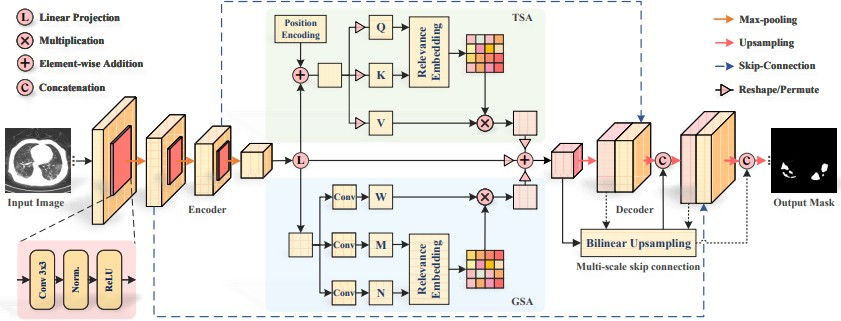 L Linear Projection
Multiplication
Element-wise Addition
C Concatenation
Input Image
Encoder
Conv 3x3
Norm.
ReLU
TSA
Position
Encoding
Q
K
V
Relevance
Embedding
L
Conv
W
Conv
M
Conv
N
Relevance
Embedding
GSA
Max-pooling
Upsampling
Skip-Connection
Reshape/Permute
C
C
Decoder
Output Mask
Bilinear Upsampling
Multi-scale skip connection